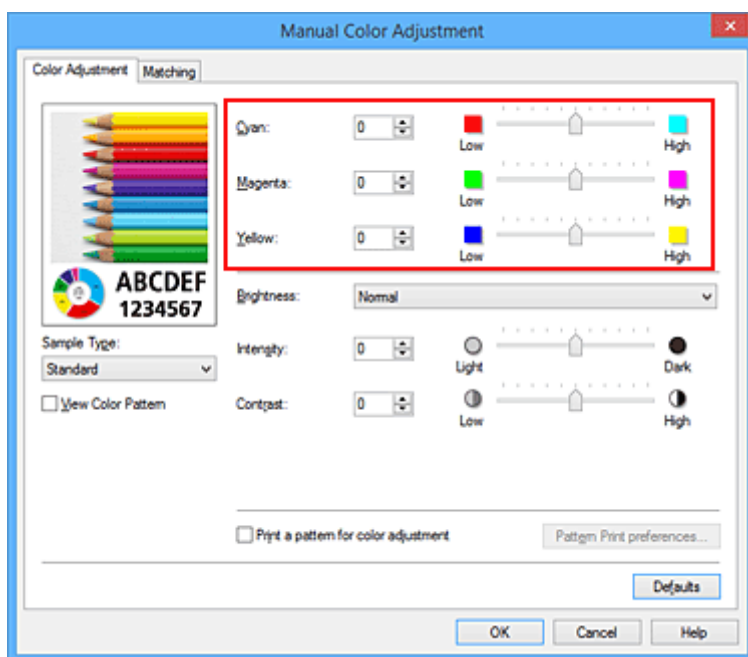 Manual Color Adjustment
Color Adjustment
Matching
Cyan: 0
Low High
Magenta: 0
Low High
Yellow: 0
Low High
ABCDEF
1234567
Brightness: Normal
Sample Type:
Standard
Intensity: 0
Light Dark
View Color Pattern
Contrast: 0
Low High
Print a pattern for color adjustment
Pattern Print preferences...
Defaults
OK Cancel Help